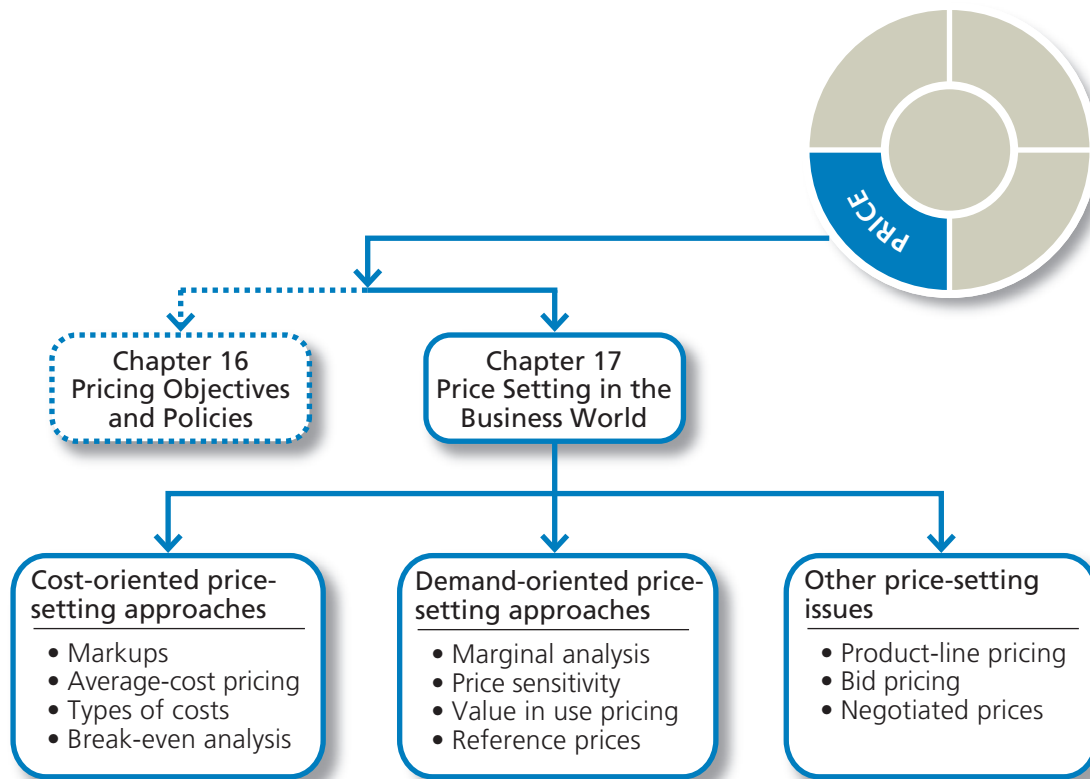 PRICE
Chapter 16
Pricing Objectives
and Policies
Chapter 17
Price Setting in the
Business World
Cost-oriented price-
setting approaches
• Markups
• Average-cost pricing
• Types of costs
• Break-even analysis
Demand-oriented price-
setting approaches
• Marginal analysis
• Price sensitivity
• Value in use pricing
• Reference prices
Other price-setting
issues
• Product-line pricing
• Bid pricing
• Negotiated prices